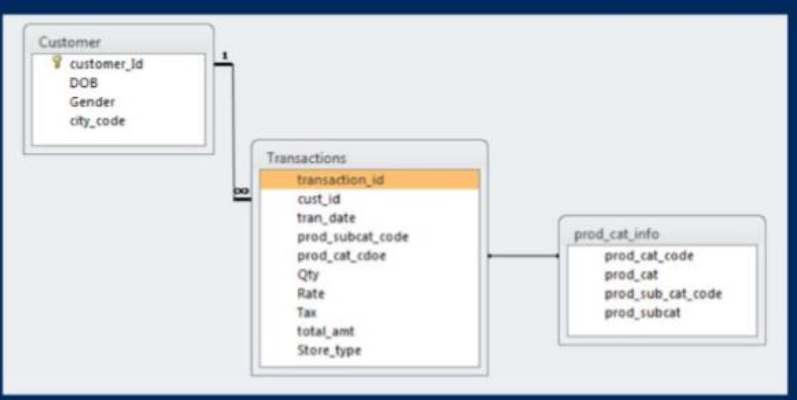 Customer
customer_Id
DOB
Gender
city_code
1
∞
Transactions
transaction_id
cust_id
tran_date
prod_subcat_code
prod_cat_cdoe
Qty
Rate
Tax
total_amt
Store_type
prod_cat_info
prod_cat_code
prod_cat
prod_sub_cat_code
prod_subcat